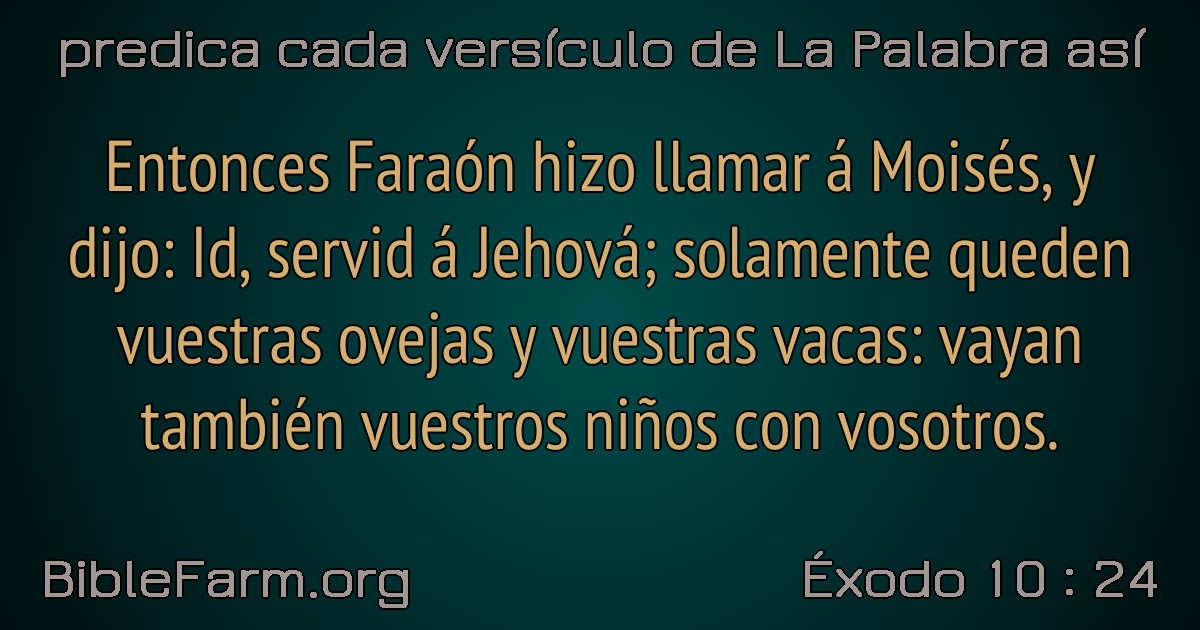 predica cada versículo de La Palabra así
Entonces Faraón hizo llamar á Moisés, y
dijo: Id, servid á Jehová; solamente queden
vuestras ovejas y vuestras vacas: vayan
también vuestros niños con vosotros.
BibleFarm.org
Éxodo 10 : 24